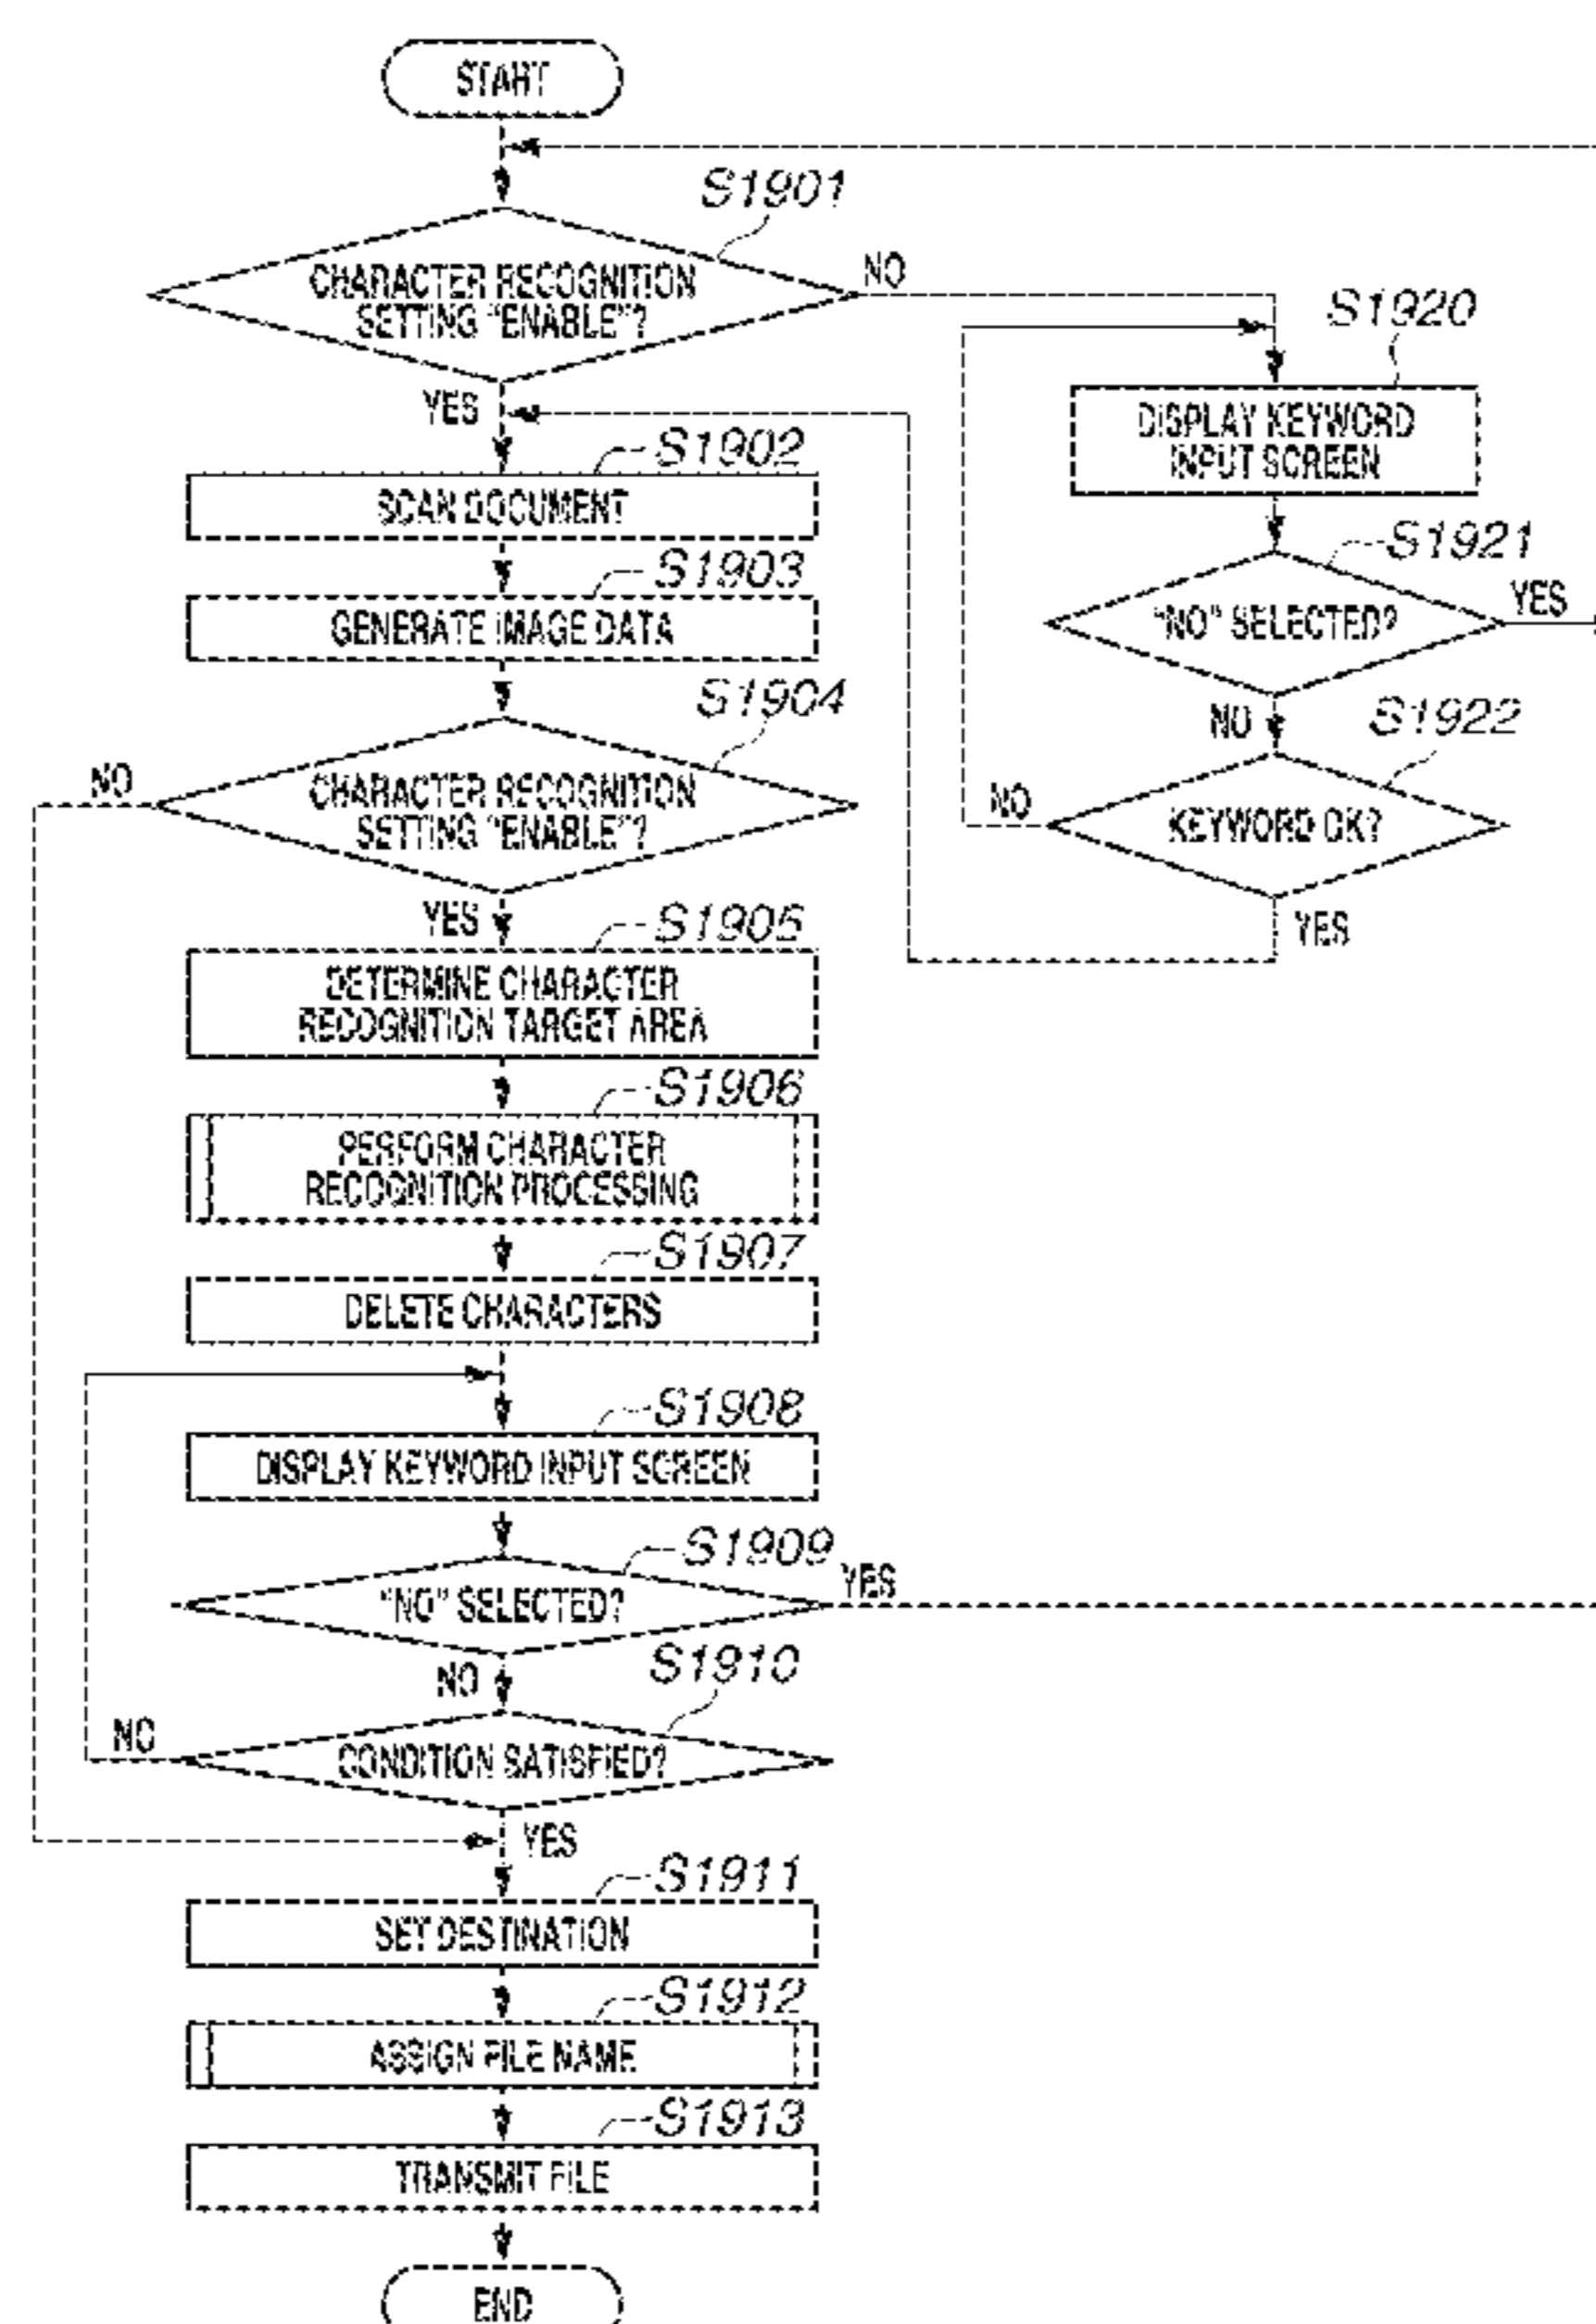 START
S1901
CHARACTER RECOGNITION
SETTING "ENABLE"?
NO
YES
S1902
SCAN DOCUMENT
S1903
GENERATE IMAGE DATA
S1904
CHARACTER RECOGNITION
SETTING "ENABLE"?
NO
YES
S1905
DETERMINE CHARACTER
RECOGNITION TARGET AREA
S1906
PERFORM CHARACTER
RECOGNITION PROCESSING
S1907
DELETE CHARACTERS
S1908
DISPLAY KEYWORD INPUT SCREEN
S1909
"NO" SELECTED?
YES
NO
S1910
CONDITION SATISFIED?
NO
YES
S1911
SET DESTINATION
S1912
ASSIGN FILE NAME
S1913
TRANSMIT FILE
END
S1920
DISPLAY KEYWORD
INPUT SCREEN
S1921
"NO" SELECTED?
YES
NO
S1922
KEYWORD OK?
NO
YES